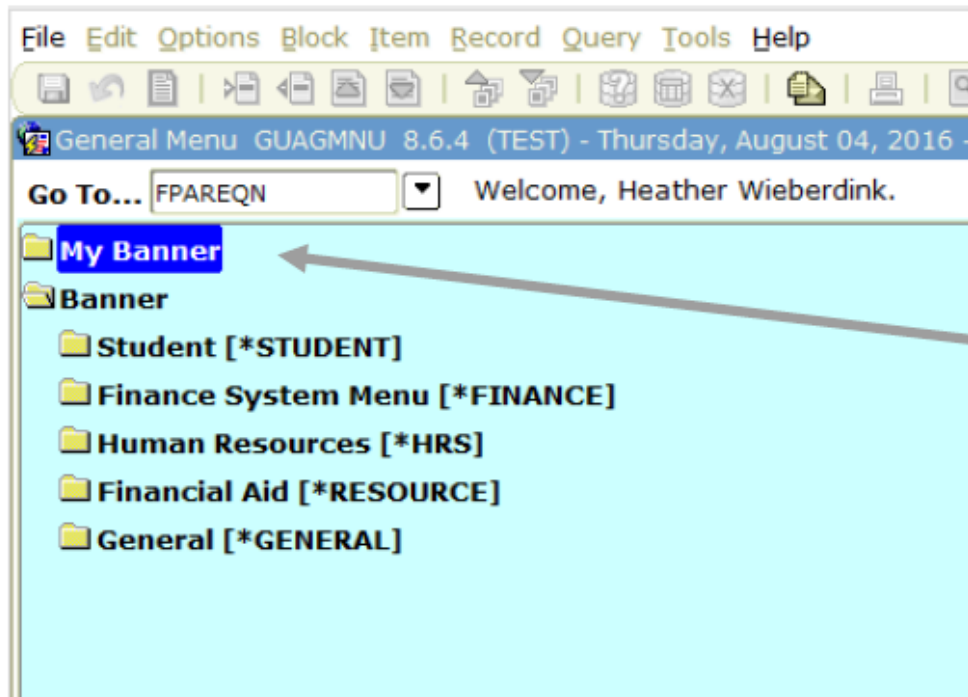 File Edit Options Block Item Record Query Tools Help
General Menu GUAGMNU 8.6.4 (TEST) - Thursday, August 04, 2016 -
Go To... FPAREQN Welcome, Heather Wieberdink.
My Banner
Banner
Student [*STUDENT]
Finance System Menu [*FINANCE]
Human Resources [*HRS]
Financial Aid [*RESOURCE]
General [*GENERAL]